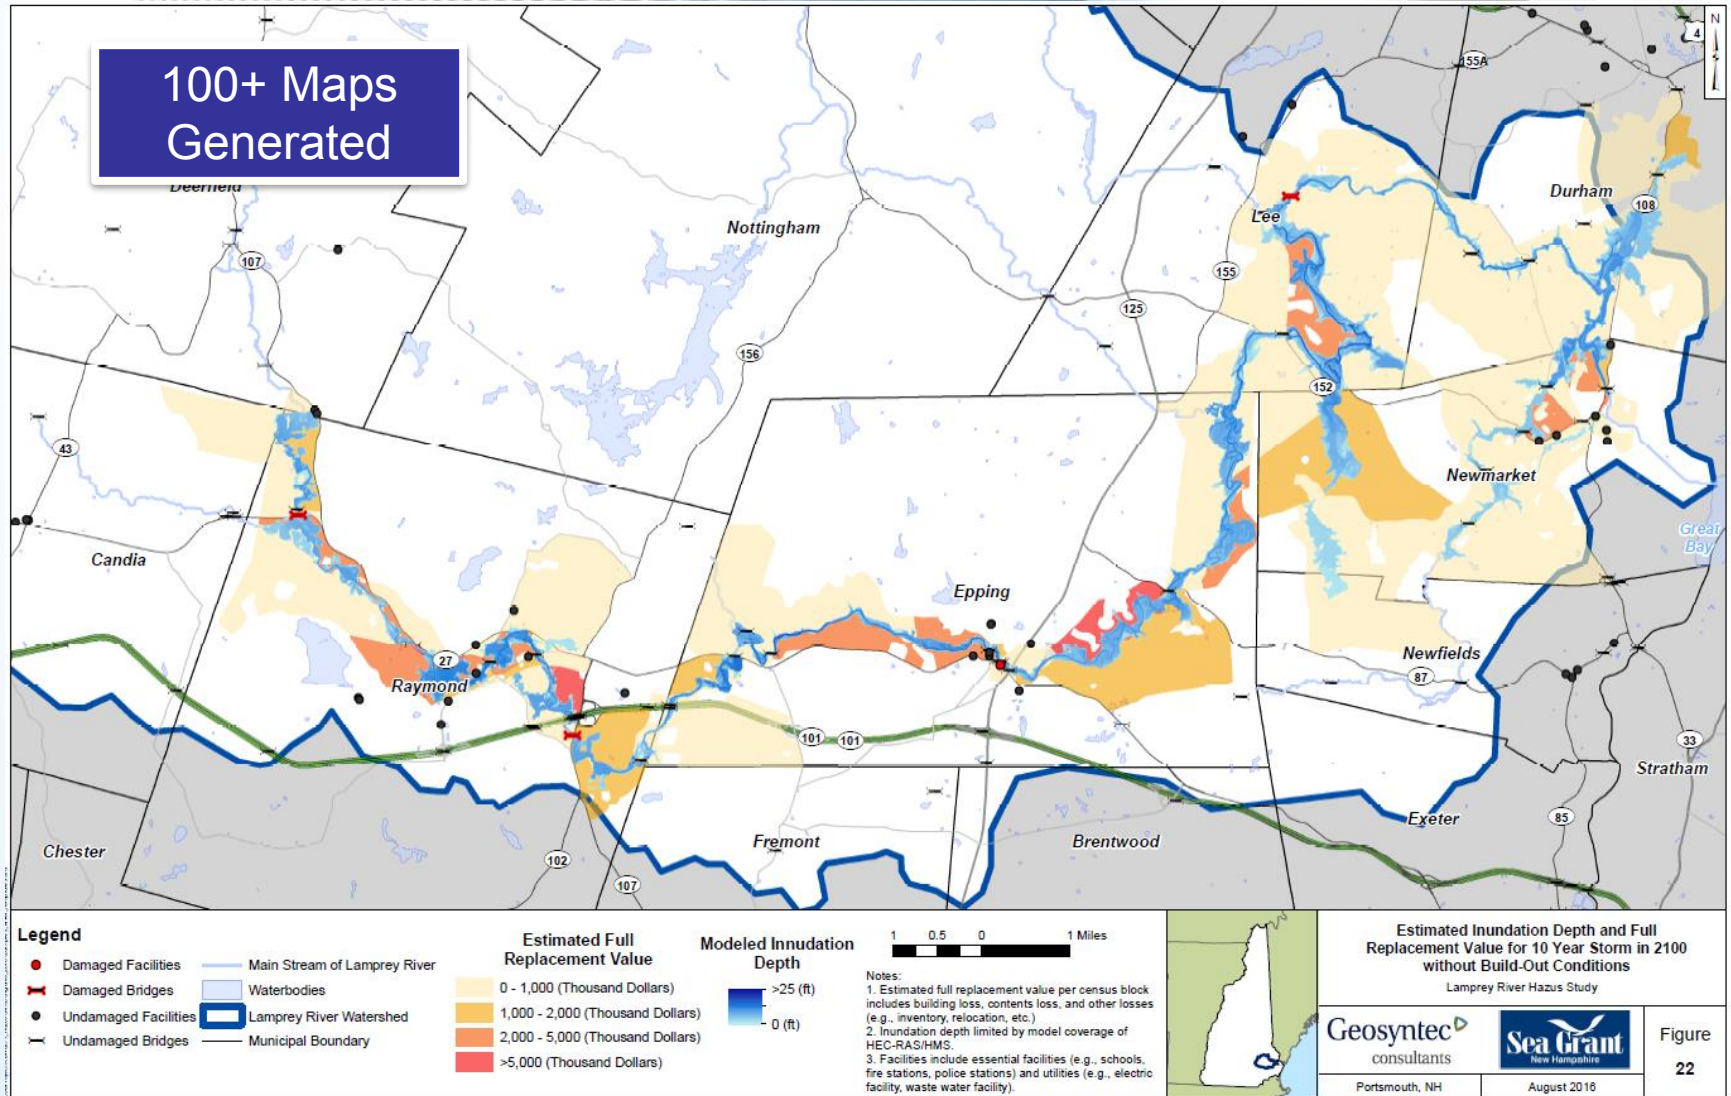 100+ Maps
Generated
N
4
155A
Deerfield
Nottingham
Durham
108
Lee
107
155
125
156
152
43
Newmarket
Great
Bay
Candia
Epping
27
Raymond
Newfields
87
101
101
33
Stratham
Exeter
85
Chester
Fremont
Brentwood
102
107
Legend
Damaged Facilities
Damaged Bridges
Undamaged Facilities
Undamaged Bridges
Main Stream of Lamprey River
Waterbodies
Lamprey River Watershed
Municipal Boundary
Estimated Full
Replacement Value
0 - 1,000 (Thousand Dollars)
1,000 - 2,000 (Thousand Dollars)
2,000 - 5,000 (Thousand Dollars)
>5,000 (Thousand Dollars)
Modeled Innudation
Depth
>25 (ft)
0 (ft)
1 0.5 0 1 Miles
Notes:
1. Estimated full replacement value per census block
includes building loss, contents loss, and other losses
(e.g., inventory, relocation, etc.)
2. Inundation depth limited by model coverage of
HEC-RAS/HMS.
3. Facilities include essential facilities (e.g., schools,
fire stations, police stations) and utilities (e.g., electric
facility, waste water facility).
Estimated Inundation Depth and Full
Replacement Value for 10 Year Storm in 2100
without Build-Out Conditions
Lamprey River Hazus Study
Geosyntec
consultants
Sea Grant
New Hampshire
Figure
22
Portsmouth, NH
August 2016